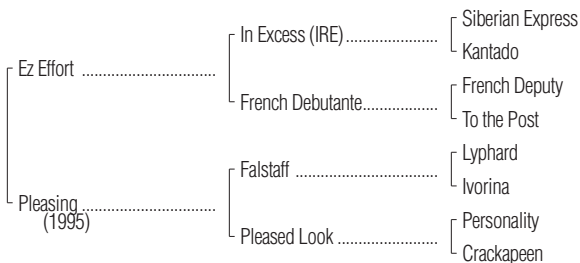 Siberian Express
In Excess (IRE)....................
Kantado
Ez Effort .............................
French Deputy
French Debutante................
To the Post
Lyphard
Falstaff ..............................
Ivorina
Pleasing .............................
(1995)
Personality
Pleased Look .....................
Crackapeen